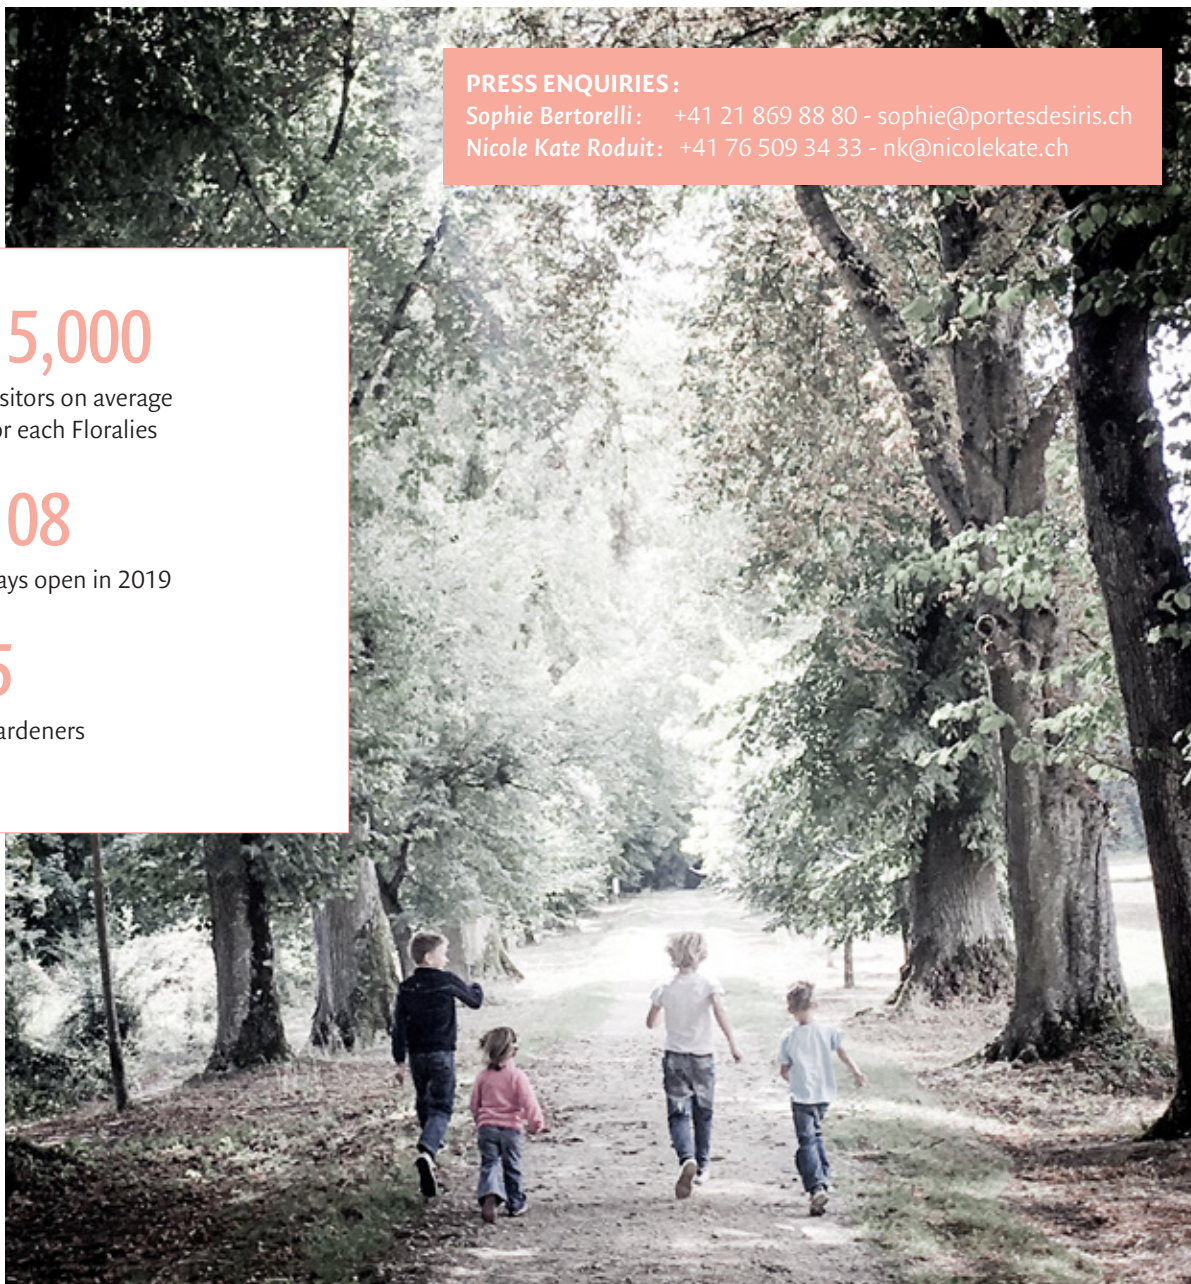 PRESS ENQUIRIES :
Sophie Bertorelli : +41 21 869 88 80 - sophie@portesdesiris.ch
Nicole Kate Roduit : +41 76 509 34 33 - nk@nicolekate.ch
5,000
sitors on average
r each Floralies
08
ays open in 2019
5
ardeners